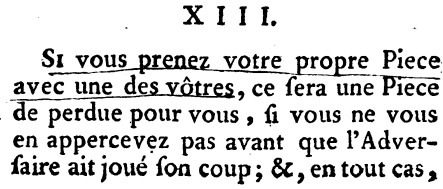 XIII.
SI vous prenez votre propre Piece
avec une des vôtres, ce ſera une Piece
de perdue pour vous, ſi vous ne vous
en appercevez pas avant que l'Adver-
ſaire ait joué ſon coup; &, en tout cas,